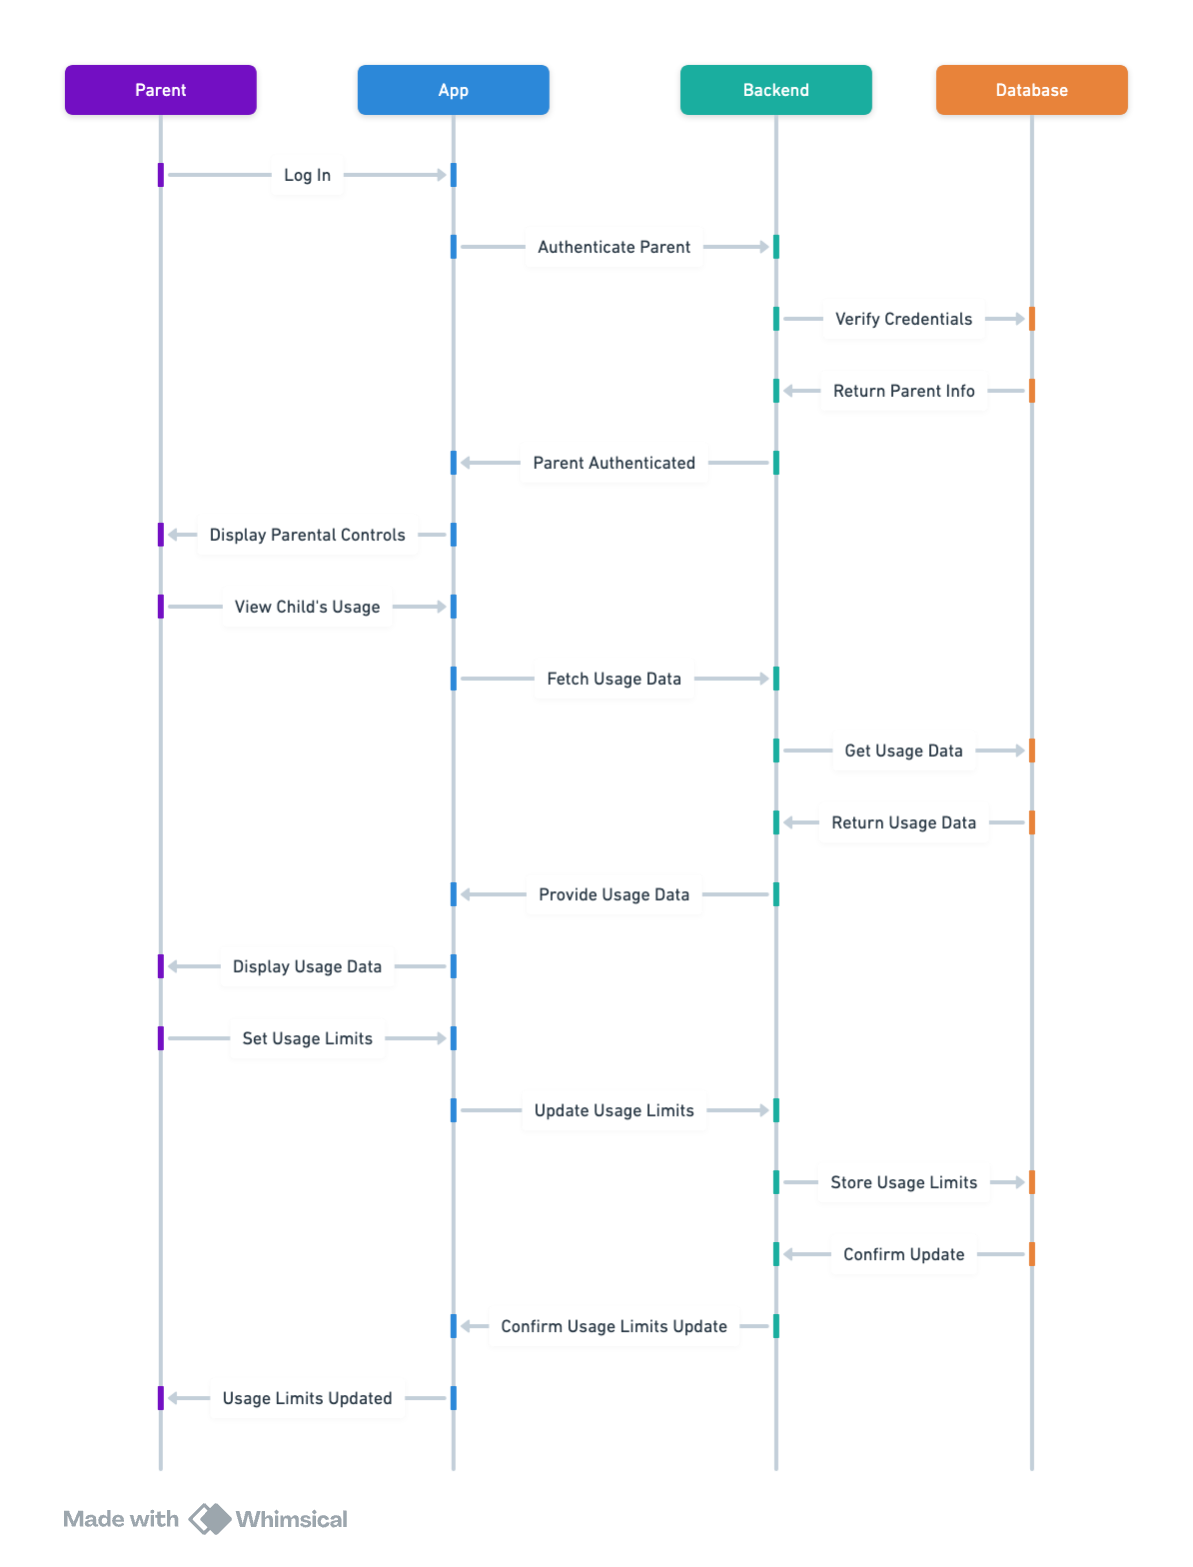 Parent
App
Backend
Database
Log In
Authenticate Parent
Verify Credentials
Return Parent Info
Parent Authenticated
Display Parental Controls
View Child's Usage
Fetch Usage Data
Get Usage Data
Return Usage Data
Provide Usage Data
Display Usage Data
Set Usage Limits
Update Usage Limits
Store Usage Limits
Confirm Update
Confirm Usage Limits Update
Usage Limits Updated
Made with Whimsical